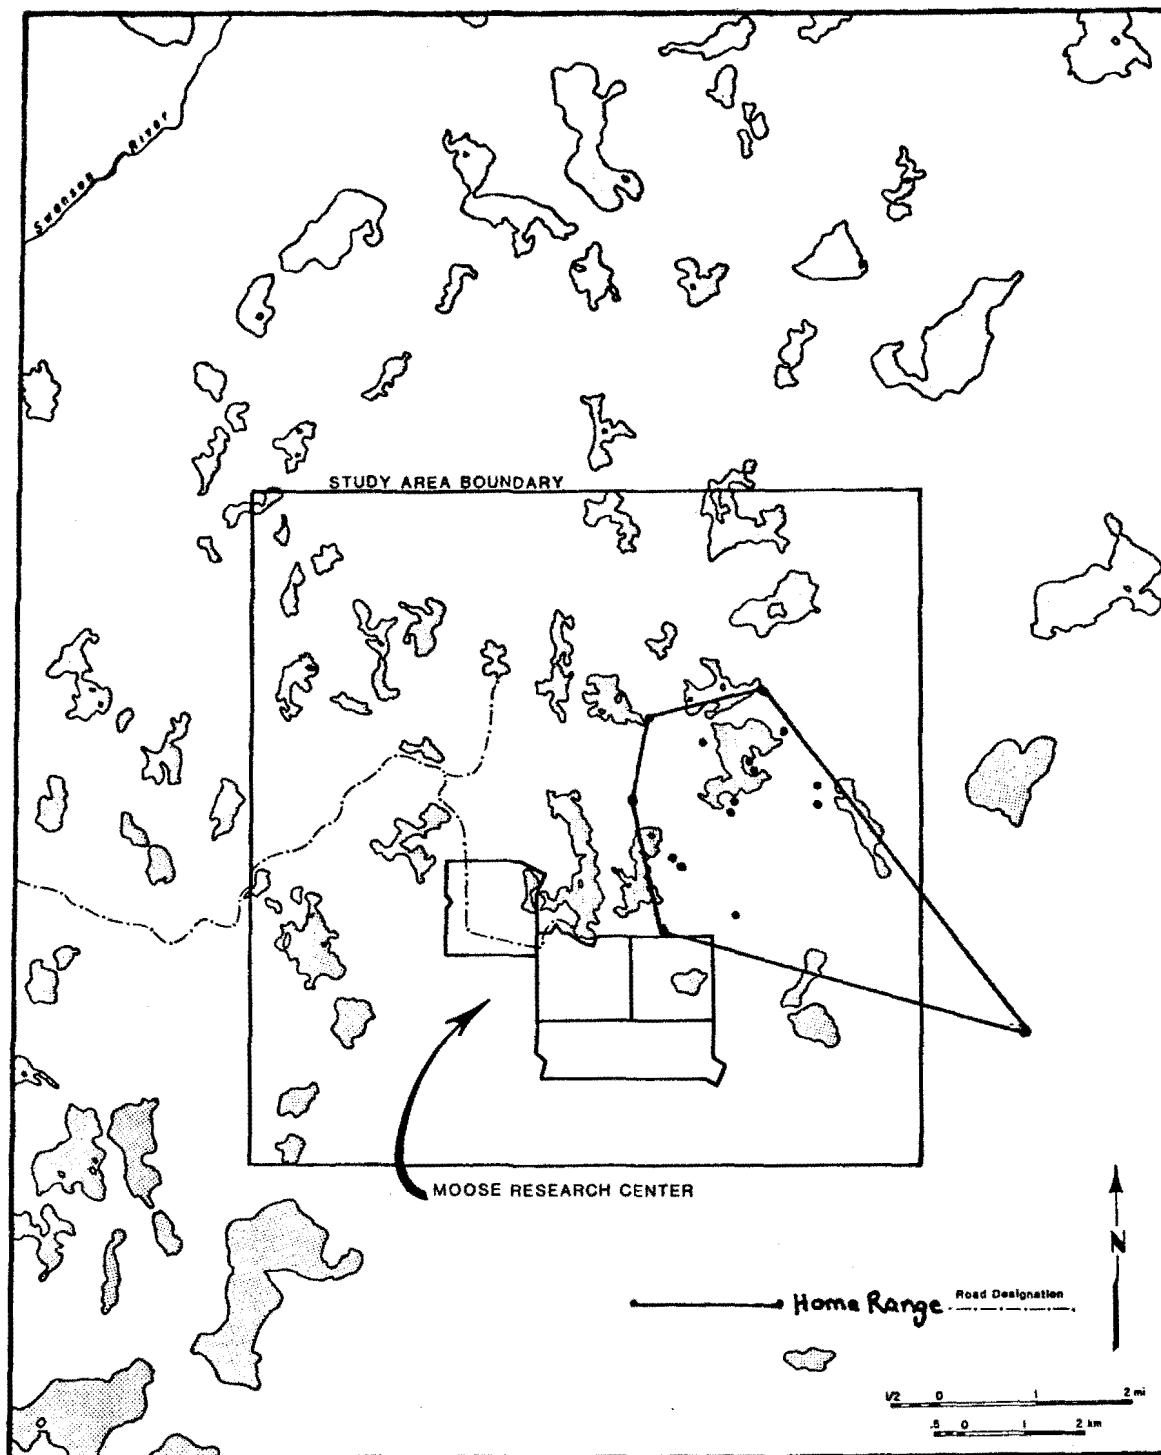 Swanson River
STUDY AREA BOUNDARY
MOOSE RESEARCH CENTER
N
Home Range
Road Designation
1/2 0 1 2 mi
.5 0 1 2 km